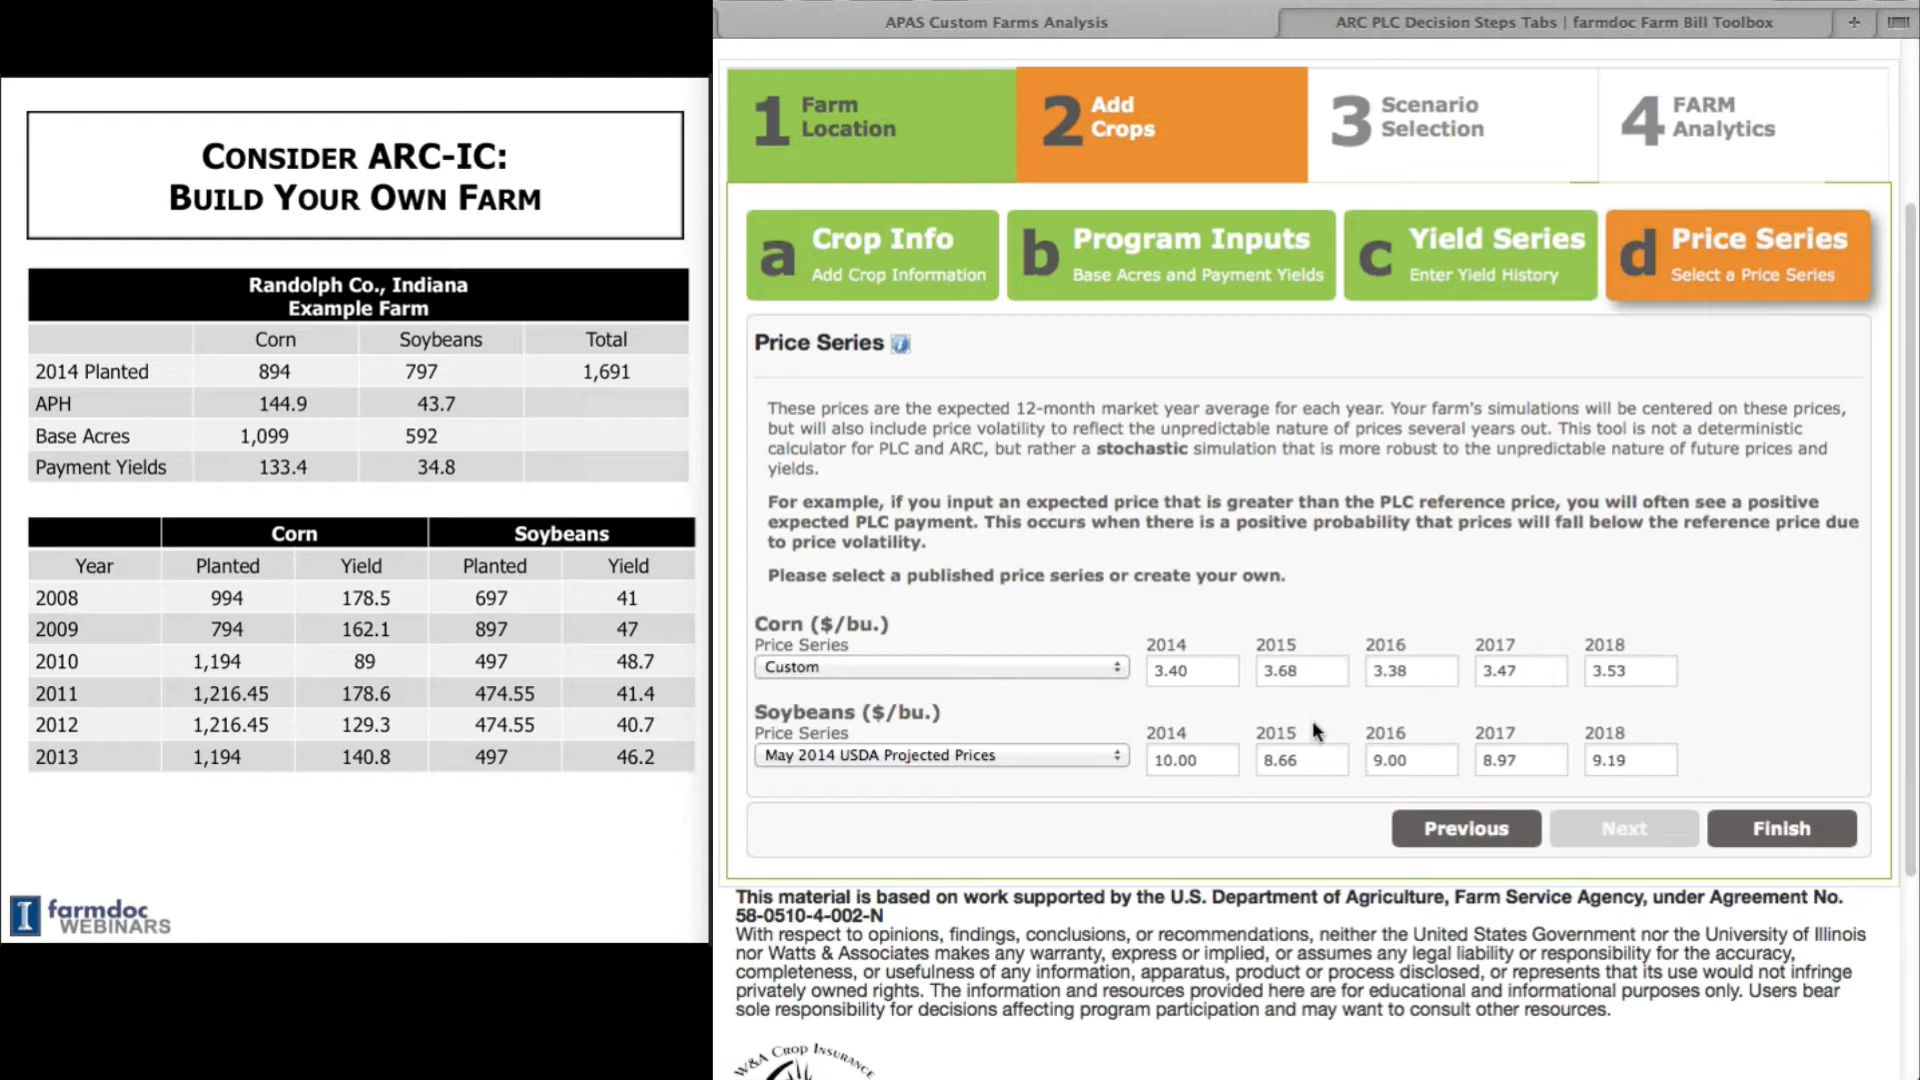 APAS Custom Farms Analysis
ARC PLC Decision Steps Tabs | farmdoc Farm Bill Toolbox
CONSIDER ARC-IC:
BUILD YOUR OWN FARM
Randolph Co., Indiana
Example Farm
Corn Soybeans Total
2014 Planted 894 797 1,691
APH 144.9 43.7
Base Acres 1,099 592
Payment Yields 133.4 34.8
Corn Soybeans
Year Planted Yield Planted Yield
2008 994 178.5 697 41
2009 794 162.1 897 47
2010 1,194 89 497 48.7
2011 1,216.45 178.6 474.55 41.4
2012 1,216.45 129.3 474.55 40.7
2013 1,194 140.8 497 46.2
I farmdoc
WEBINARS
1 Farm
Location
2 Add
Crops
3 Scenario
Selection
4 FARM
Analytics
a Crop Info
Add Crop Information
b Program Inputs
Base Acres and Payment Yields
c Yield Series
Enter Yield History
d Price Series
Select a Price Series
Price Series i
These prices are the expected 12-month market year average for each year. Your farm's simulations will be centered on these prices,
but will also include price volatility to reflect the unpredictable nature of prices several years out. This tool is not a deterministic
calculator for PLC and ARC, but rather a stochastic simulation that is more robust to the unpredictable nature of future prices and
yields.
For example, if you input an expected price that is greater than the PLC reference price, you will often see a positive
expected PLC payment. This occurs when there is a positive probability that prices will fall below the reference price due
to price volatility.
Please select a published price series or create your own.
Corn ($/bu.)
Price Series 2014 2015 2016 2017 2018
Custom 3.40 3.68 3.38 3.47 3.53
Soybeans ($/bu.)
Price Series 2014 2015 2016 2017 2018
May 2014 USDA Projected Prices 10.00 8.66 9.00 8.97 9.19
Previous Next Finish
This material is based on work supported by the U.S. Department of Agriculture, Farm Service Agency, under Agreement No.
58-0510-4-002-N
With respect to opinions, findings, conclusions, or recommendations, neither the United States Government nor the University of Illinois
nor Watts & Associates makes any warranty, express or implied, or assumes any legal liability or responsibility for the accuracy,
completeness, or usefulness of any information, apparatus, product or process disclosed, or represents that its use would not infringe
privately owned rights. The information and resources provided here are for educational and informational purposes only. Users bear
sole responsibility for decisions affecting program participation and may want to consult other resources.
W&A CROP INSURANCE